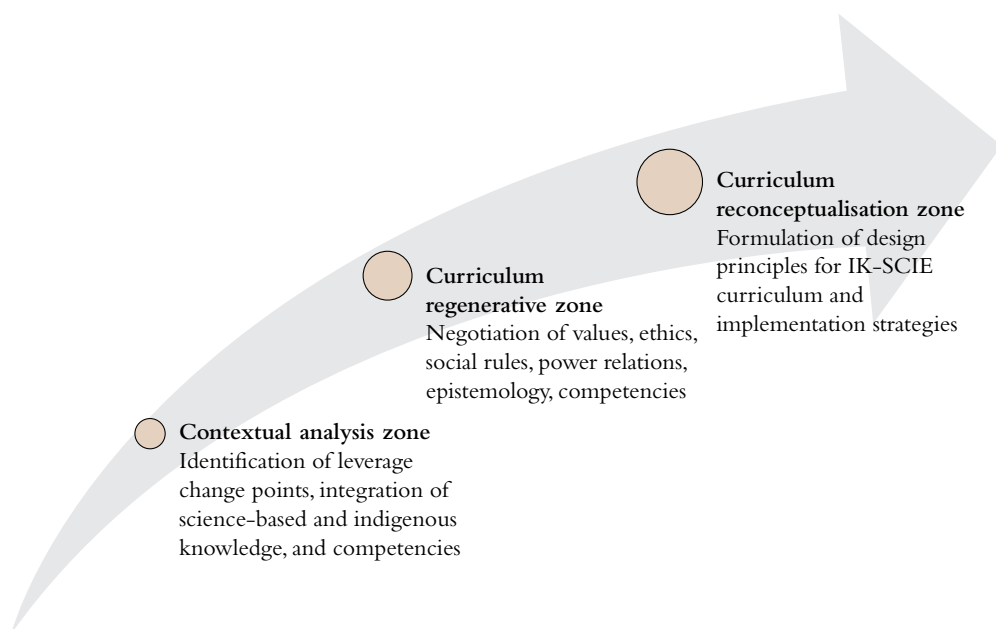 Curriculum
reconceptualisation zone
Formulation of design
principles for IK-SCIE
curriculum and
implementation strategies
Curriculum
regenerative zone
Negotiation of values, ethics,
social rules, power relations,
epistemology, competencies
Contextual analysis zone
Identification of leverage
change points, integration of
science-based and indigenous
knowledge, and competencies